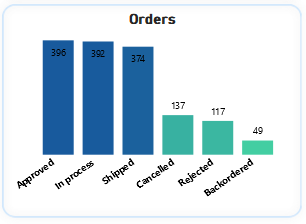 Orders
396
392
374
137
117
49
Approved
In process
Shipped
Cancelled
Rejected
Backordered